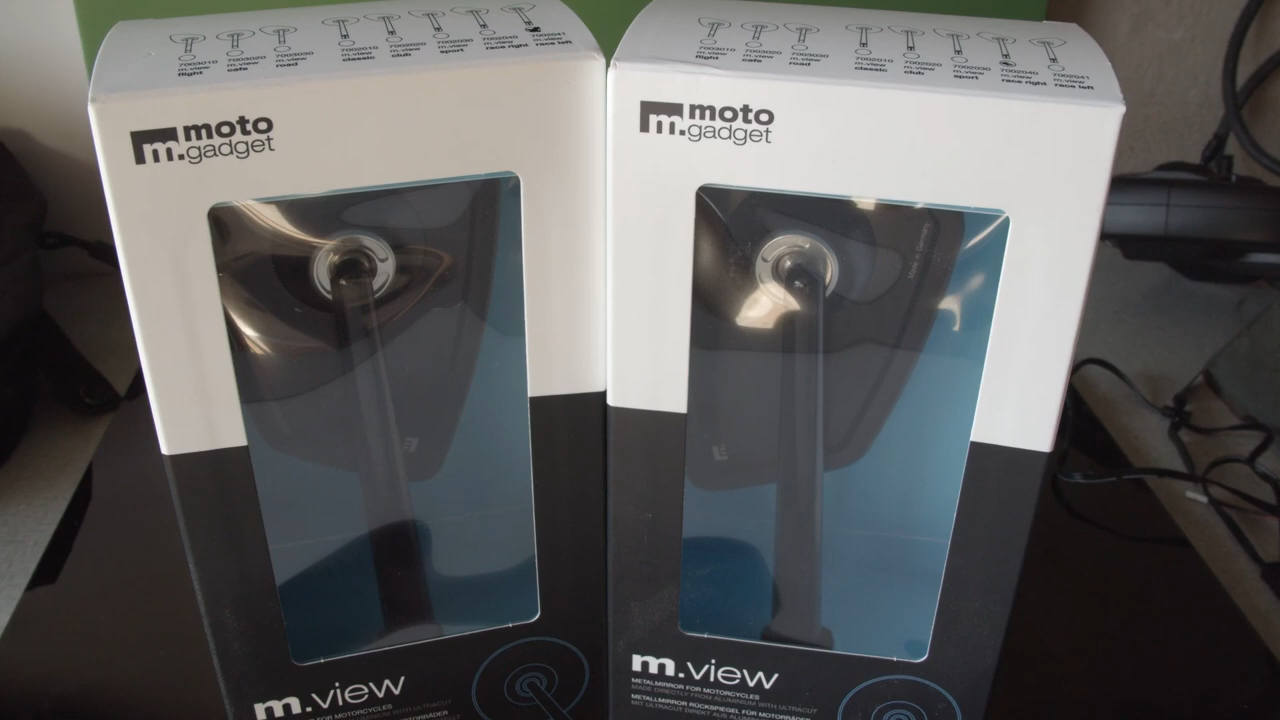 7003010
m.view
flight
7003020
m.view
cafe
7003030
m.view
road
7002010
m.view
classic
7002020
m.view
club
7002030
m.view
sport
7002040
m.view
race right
7002041
m.view
race left
moto
m.gadget
m.view
FOR MOTORCYCLES
ALUMINIUM WITH ULTRACUT
7003010
m.view
flight
7003020
m.view
cafe
7003030
m.view
road
7002010
m.view
classic
7002020
m.view
club
7002030
m.view
sport
7002040
m.view
race right
7002041
m.view
race left
moto
m.gadget
Made in Germany
m.view
METALMIRROR FOR MOTORCYCLES
MADE DIRECTLY FROM ALUMINIUM WITH ULTRACUT
METALLMIRROR RÜCKSPIEGEL FÜR MOTORRÄDER
MIT ULTRACUT DIREKT AUS